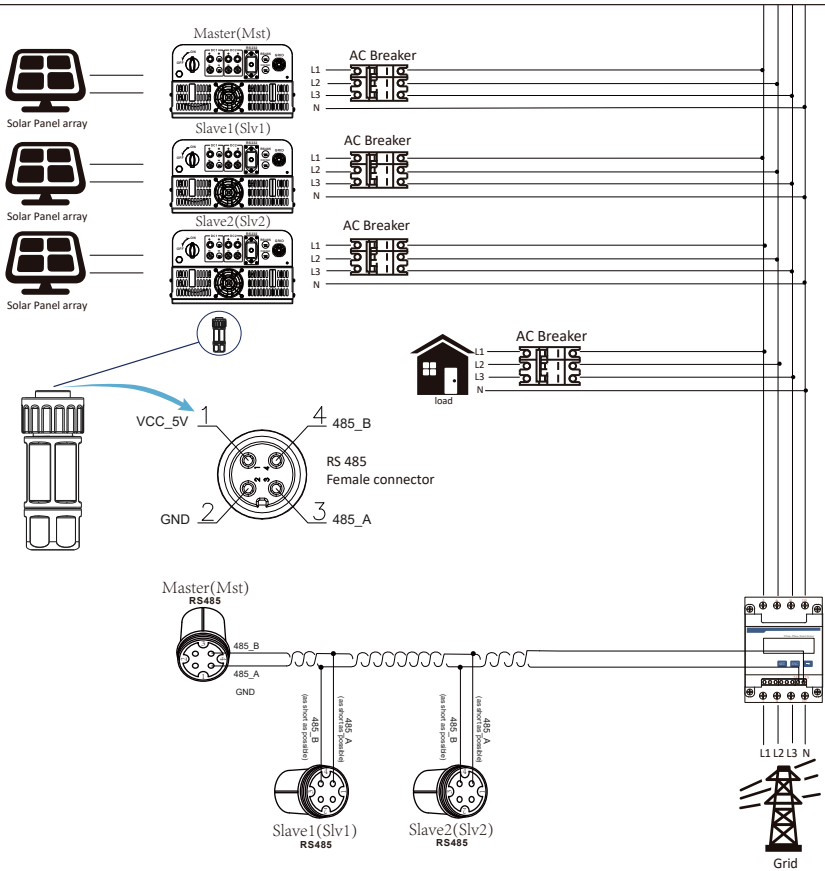 Master(Mst)
AC Breaker
L1
L2
L3
N
Solar Panel array
Slave1(Slv1)
AC Breaker
L1
L2
L3
N
Solar Panel array
Slave2(Slv2)
AC Breaker
L1
L2
L3
N
Solar Panel array
AC Breaker
L1
L2
L3
N
load
VCC_5V 1
4 485_B
RS 485
Female connector
GND 2
3 485_A
1 4
2 3
Master(Mst)
RS485
485_B
485_A
GND
485_B
(as short as possible)
485_A
(as short as possible)
485_B
(as short as possible)
485_A
(as short as possible)
Slave1(Slv1)
RS485
Slave2(Slv2)
RS485
L1 L2 L3 N
Grid